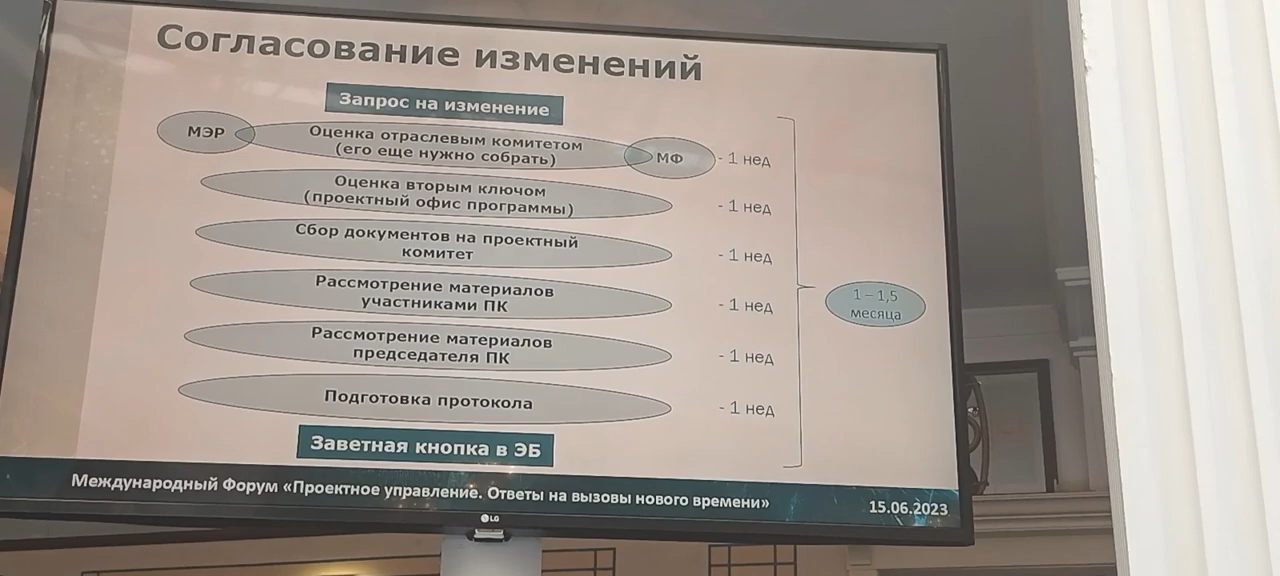 Согласование изменений
Запрос на изменение
МЭР
Оценка отраслевым комитетом
(его еще нужно собрать)
МФ
- 1 нед
Оценка вторым ключом
(проектный офис программы)
- 1 нед
Сбор документов на проектный
комитет
- 1 нед
Рассмотрение материалов
участниками ПК
- 1 нед
Рассмотрение материалов
председателя ПК
- 1 нед
Подготовка протокола
- 1 нед
1 – 1,5
месяца
Заветная кнопка в ЭБ
Международный Форум «Проектное управление. Ответы на вызовы нового времени»
15.06.2023
LG